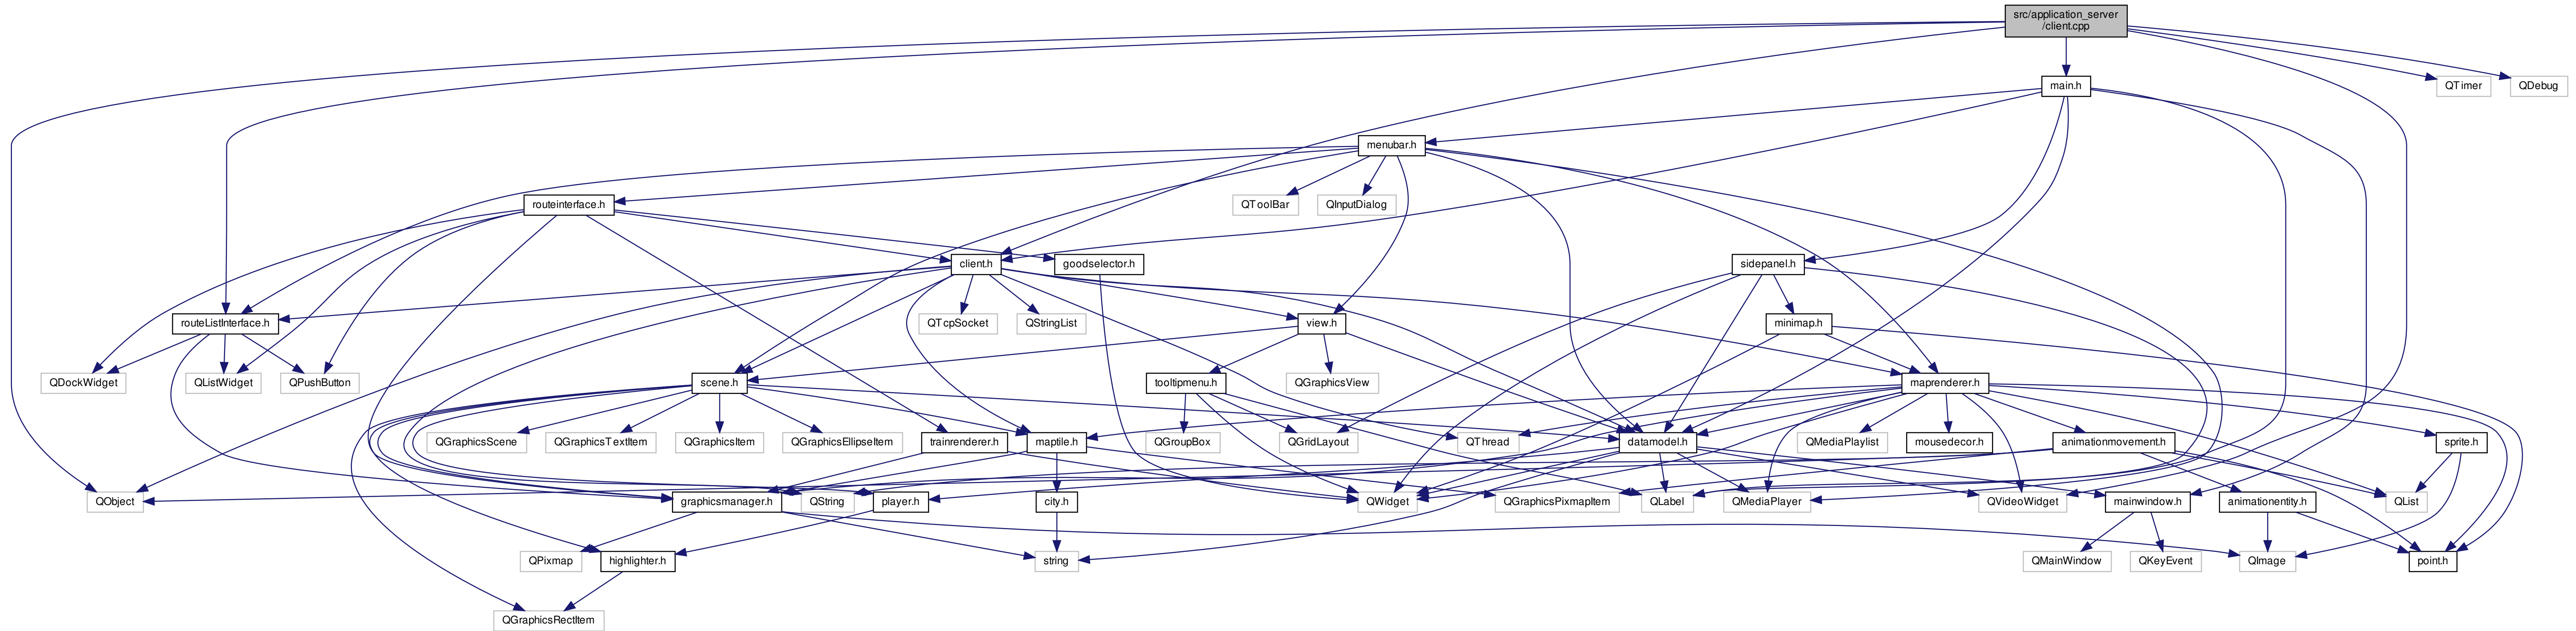 src/application_server
/client.cpp
main.h
QTimer
QDebug
menubar.h
routeinterface.h
QToolBar
QInputDialog
client.h
goodselector.h
sidepanel.h
routeListInterface.h
QTcpSocket
QStringList
view.h
minimap.h
QDockWidget
QListWidget
QPushButton
scene.h
tooltipmenu.h
QGraphicsView
maprenderer.h
QGraphicsScene
QGraphicsTextItem
QGraphicsItem
QGraphicsEllipseItem
trainrenderer.h
maptile.h
QGroupBox
QGridLayout
QThread
datamodel.h
QMediaPlaylist
mousedecor.h
animationmovement.h
sprite.h
QObject
graphicsmanager.h
QString
player.h
city.h
QWidget
QGraphicsPixmapItem
QLabel
QMediaPlayer
QVideoWidget
mainwindow.h
animationentity.h
QList
QPixmap
highlighter.h
string
QMainWindow
QKeyEvent
QImage
point.h
QGraphicsRectItem